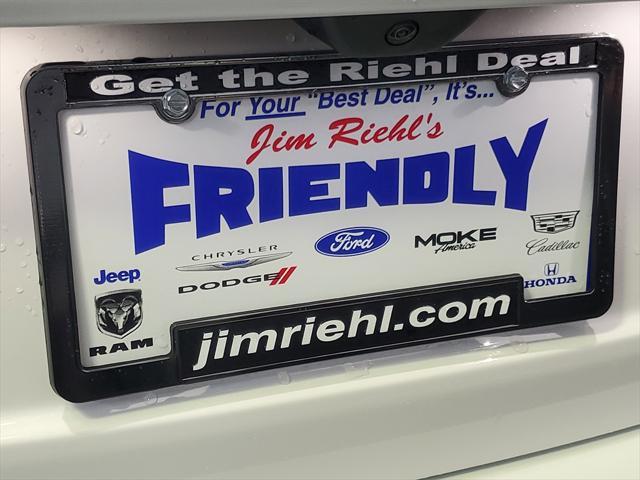 Get the Riehl Deal
For Your "Best Deal", It's...
Jim Riehl's
FRIENDLY
CHRYSLER
DODGE
Ford
MOKE
America
Cadillac
Jeep
RAM
HONDA
jimriehl.com